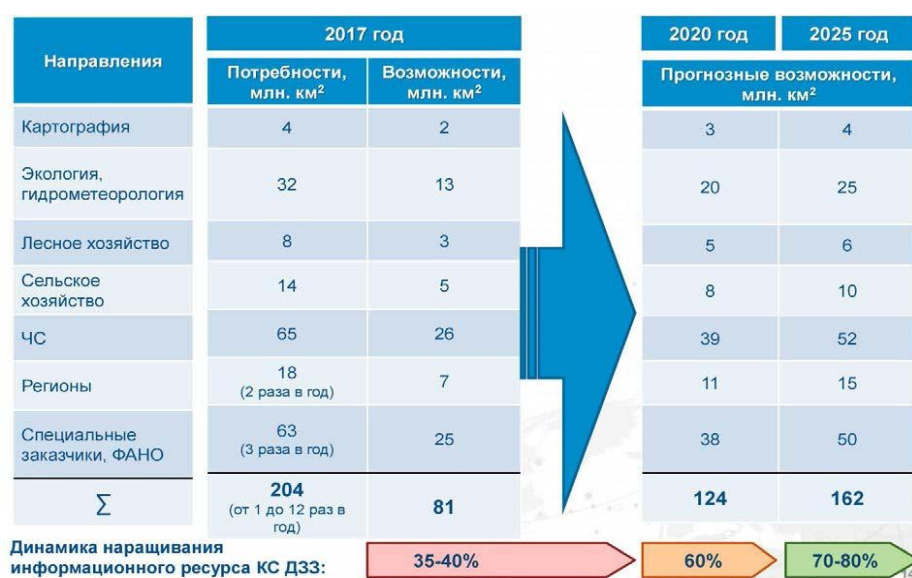 Направления
2017 год
2020 год
2025 год
Потребности,
млн. км²
Возможности,
млн. км²
Прогнозные возможности,
млн. км²
Картография
4
2
3
4
Экология,
гидрометеорология
32
13
20
25
Лесное хозяйство
8
3
5
6
Сельское
хозяйство
14
5
8
10
ЧС
65
26
39
52
Регионы
18
(2 раза в год)
7
11
15
Специальные
заказчики, ФАНО
63
(3 раза в год)
25
38
50
∑
204
(от 1 до 12 раз в
год)
81
124
162
Динамика наращивания
информационного ресурса КС ДЗЗ:
35-40%
60%
70-80%